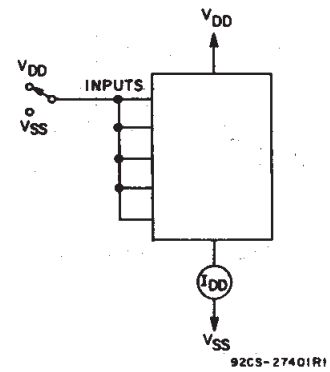 VDD
VDD
INPUTS
VSS
IDD
VSS
92CS-27401R1